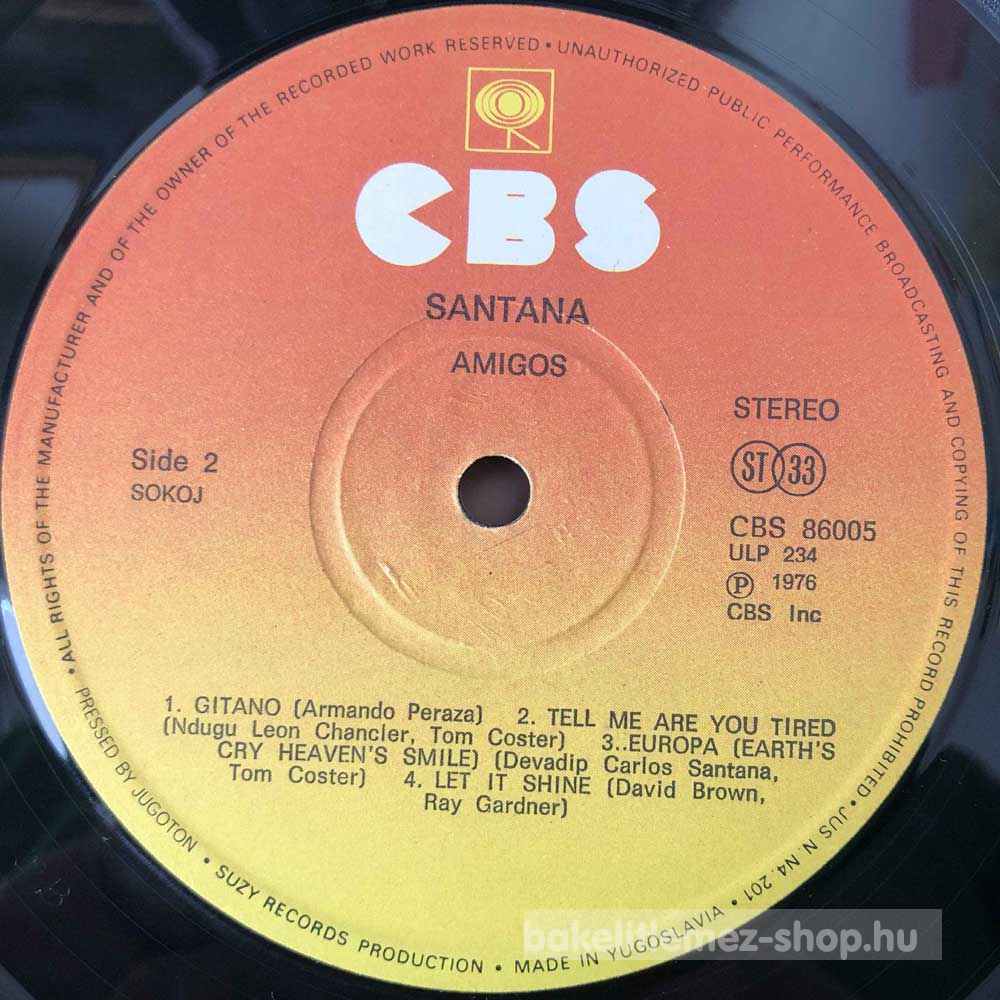 • ALL RIGHTS OF THE MANUFACTURER AND OF THE OWNER OF THE RECORDED WORK RESERVED • UNAUTHORIZED PUBLIC PERFORMANCE BROADCASTING AND COPYING OF THIS RECORD PROHIBITED • JUS N. N4. 201 •
CBS
SANTANA
AMIGOS
STEREO
Side 2
SOKOJ
ST 33
CBS 86005
ULP 234
Ⓟ 1976
CBS Inc
1. GITANO (Armando Peraza) 2. TELL ME ARE YOU TIRED
(Ndugu Leon Chancler, Tom Coster) 3..EUROPA (EARTH'S
CRY HEAVEN'S SMILE) (Devadip Carlos Santana,
Tom Coster) 4. LET IT SHINE (David Brown,
Ray Gardner)
PRESSED BY JUGOTON • SUZY RECORDS PRODUCTION • MADE IN YUGOSLAVIA
bakelitlemez-shop.hu